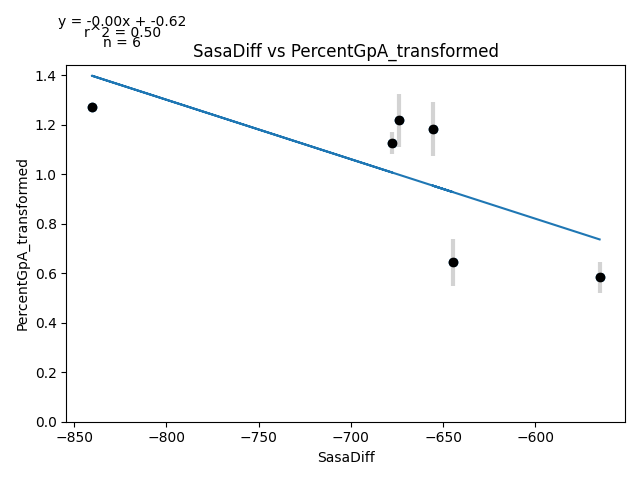 y = -0.00x + -0.62
r^2 = 0.50
n = 6
SasaDiff vs PercentGpA_transformed
PercentGpA_transformed
1.4
1.2
1.0
0.8
0.6
0.4
0.2
0.0
−850 −800 −750 −700 −650 −600
SasaDiff